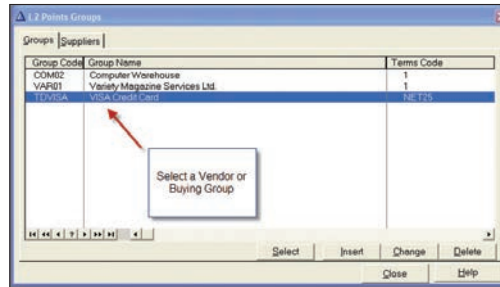 L2 Points Groups
Groups Suppliers
Group Code Group Name Terms Code
COM02 Computer Warehouse 1
VAR01 Variety Magazine Services Ltd. 1
TDVISA VISA Credit Card NET25
Select a Vendor or
Buying Group
Select Insert Change Delete
Close Help